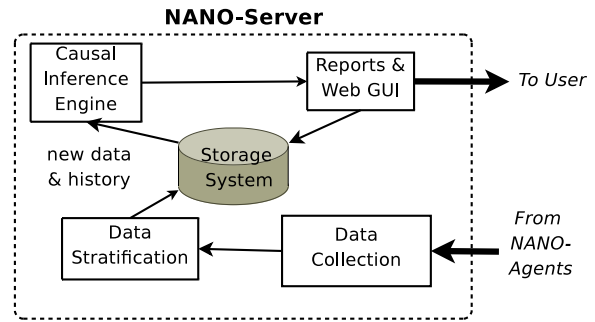 NANO-Server
Causal
Inference
Engine
Reports &
Web GUI
To User
new data
& history
Storage
System
Data
Stratification
Data
Collection
From
NANO-
Agents